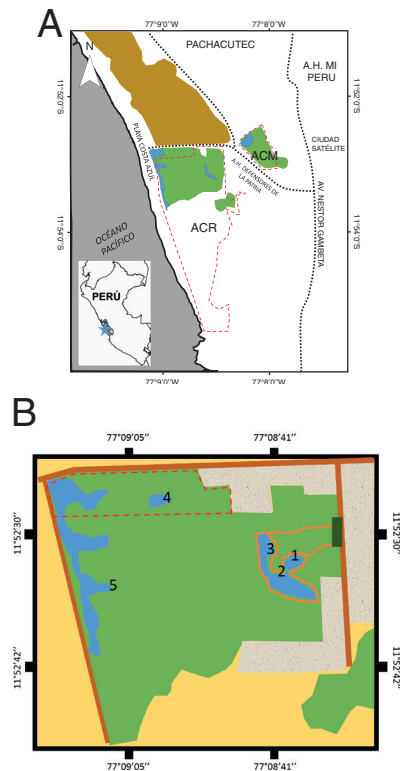 A
77°9'0"W
77°8'0"W
N
PACHACUTEC
A.H. MI
PERU
11°52'0"S
11°52'0"S
PLAYA COSTA AZUL
ACM
CIUDAD
SATÉLITE
A.H. DEFENSORES DE
LA PATRIA
AV. NESTOR GAMBETA
ACR
11°54'0"S
11°54'0"S
OCÉANO
PACÍFICO
PERÚ
77°9'0"W
77°8'0"W
B
77°09'05"
77°08'41"
4
11°52'30"
11°52'30"
3
1
2
5
11°52'42"
11°52'42"
77°09'05"
77°08'41"